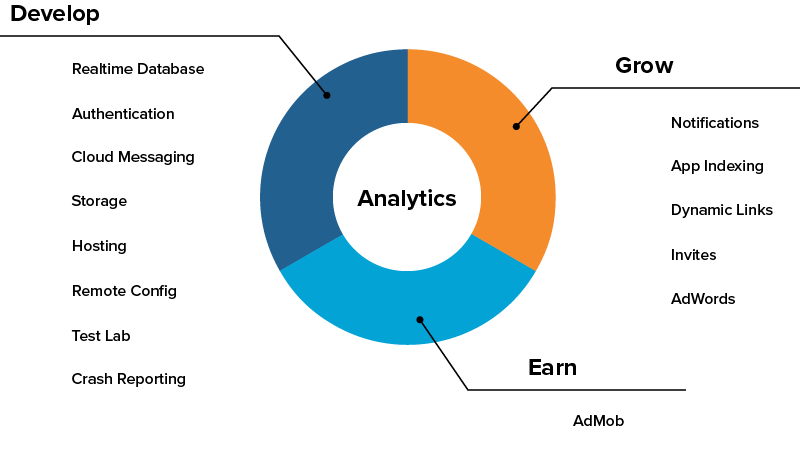 Develop
Realtime Database
Authentication
Cloud Messaging
Storage
Hosting
Remote Config
Test Lab
Crash Reporting
Analytics
Grow
Notifications
App Indexing
Dynamic Links
Invites
AdWords
Earn
AdMob